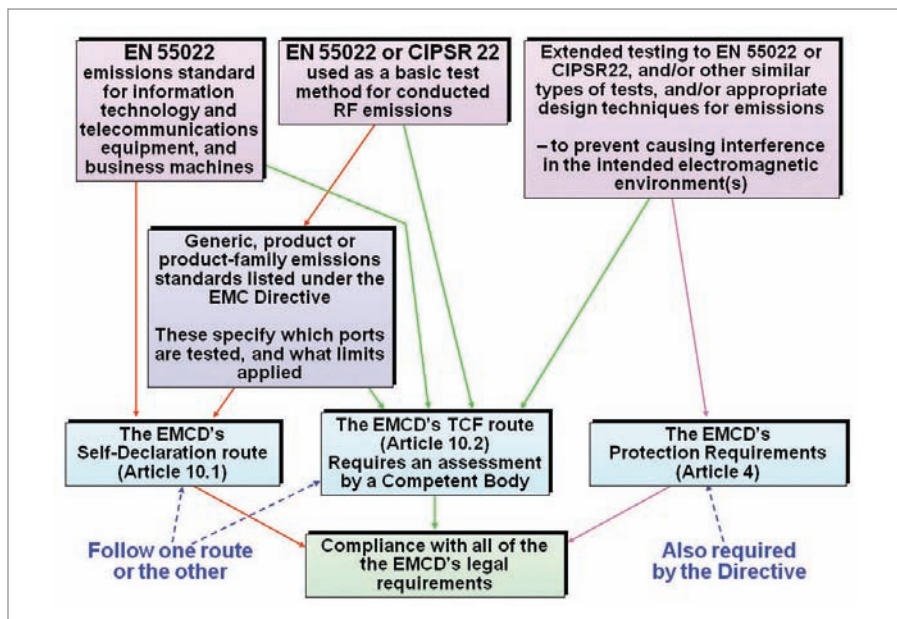 EN 55022
emissions standard
for information
technology and
telecommunications
equipment, and
business machines
EN 55022 or CIPSR 22
used as a basic test
method for conducted
RF emissions
Extended testing to EN 55022 or
CIPSR22, and/or other similar
types of tests, and/or appropriate
design techniques for emissions
– to prevent causing interference
in the intended electromagnetic
environment(s)
Generic, product or
product-family emissions
standards listed under the
EMC Directive
These specify which ports
are tested, and what limits
applied
The EMCD's
Self-Declaration route
(Article 10.1)
The EMCD's TCF route
(Article 10.2)
Requires an assessment
by a Competent Body
The EMCD's
Protection Requirements
(Article 4)
Follow one route
or the other
Compliance with all of the
the EMCD's legal
requirements
Also required
by the Directive